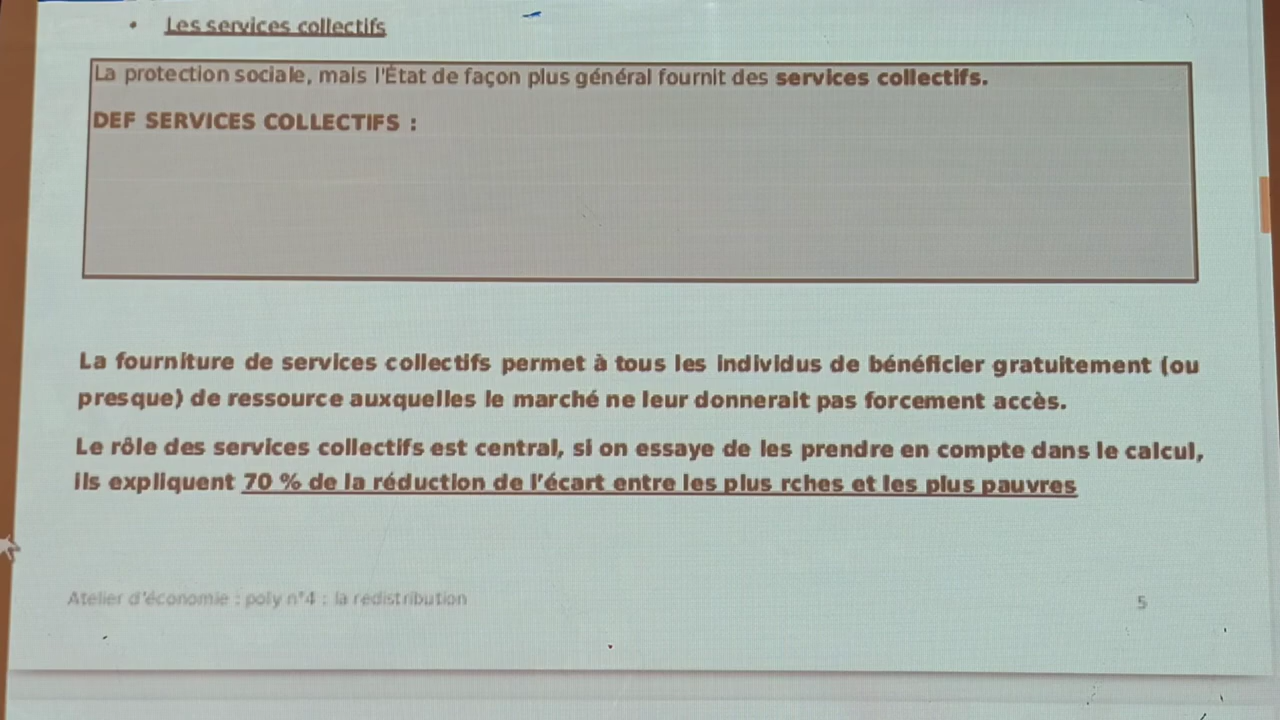 • Les services collectifs
La protection sociale, mais l'État de façon plus général fournit des services collectifs.
DEF SERVICES COLLECTIFS :
La fourniture de services collectifs permet à tous les individus de bénéficier gratuitement (ou
presque) de ressource auxquelles le marché ne leur donnerait pas forcement accès.
Le rôle des services collectifs est central, si on essaye de les prendre en compte dans le calcul,
ils expliquent 70 % de la réduction de l'écart entre les plus rches et les plus pauvres
Atelier d'économie : poly n°4 : la redistribution
5